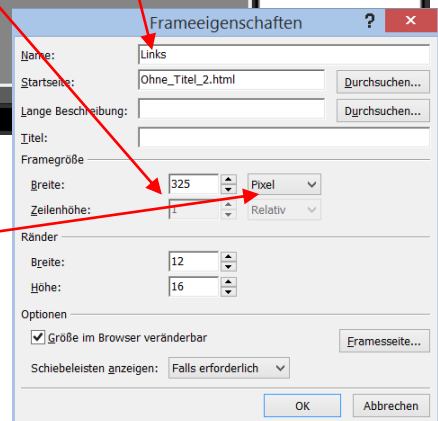 Frameeigenschaften ? ×
Name: Links
Startseite: Ohne_Titel_2.html Durchsuchen...
Lange Beschreibung: Durchsuchen...
Titel:
Framegröße
Breite: 325 Pixel
Zeilenhöhe: 1 Relativ
Ränder
Breite: 12
Höhe: 16
Optionen
Größe im Browser veränderbar Framesseite...
Schiebeleisten anzeigen: Falls erforderlich
OK Abbrechen